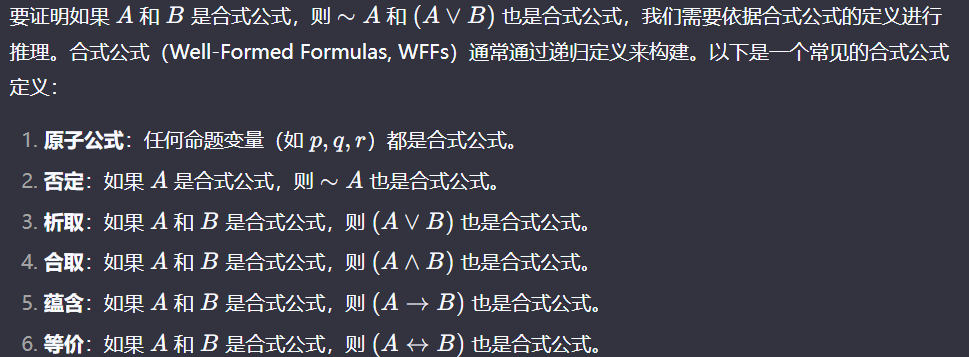 要证明如果 A 和 B 是合式公式，则 ∼ A 和 (A ∨ B) 也是合式公式，我们需要依据合式公式的定义进行
推理。合式公式（Well-Formed Formulas, WFFs）通常通过递归定义来构建。以下是一个常见的合式公式
定义：
1. 原子公式：任何命题变量（如 p, q, r）都是合式公式。
2. 否定：如果 A 是合式公式，则 ∼ A 也是合式公式。
3. 析取：如果 A 和 B 是合式公式，则 (A ∨ B) 也是合式公式。
4. 合取：如果 A 和 B 是合式公式，则 (A ∧ B) 也是合式公式。
5. 蕴含：如果 A 和 B 是合式公式，则 (A → B) 也是合式公式。
6. 等价：如果 A 和 B 是合式公式，则 (A ↔ B) 也是合式公式。